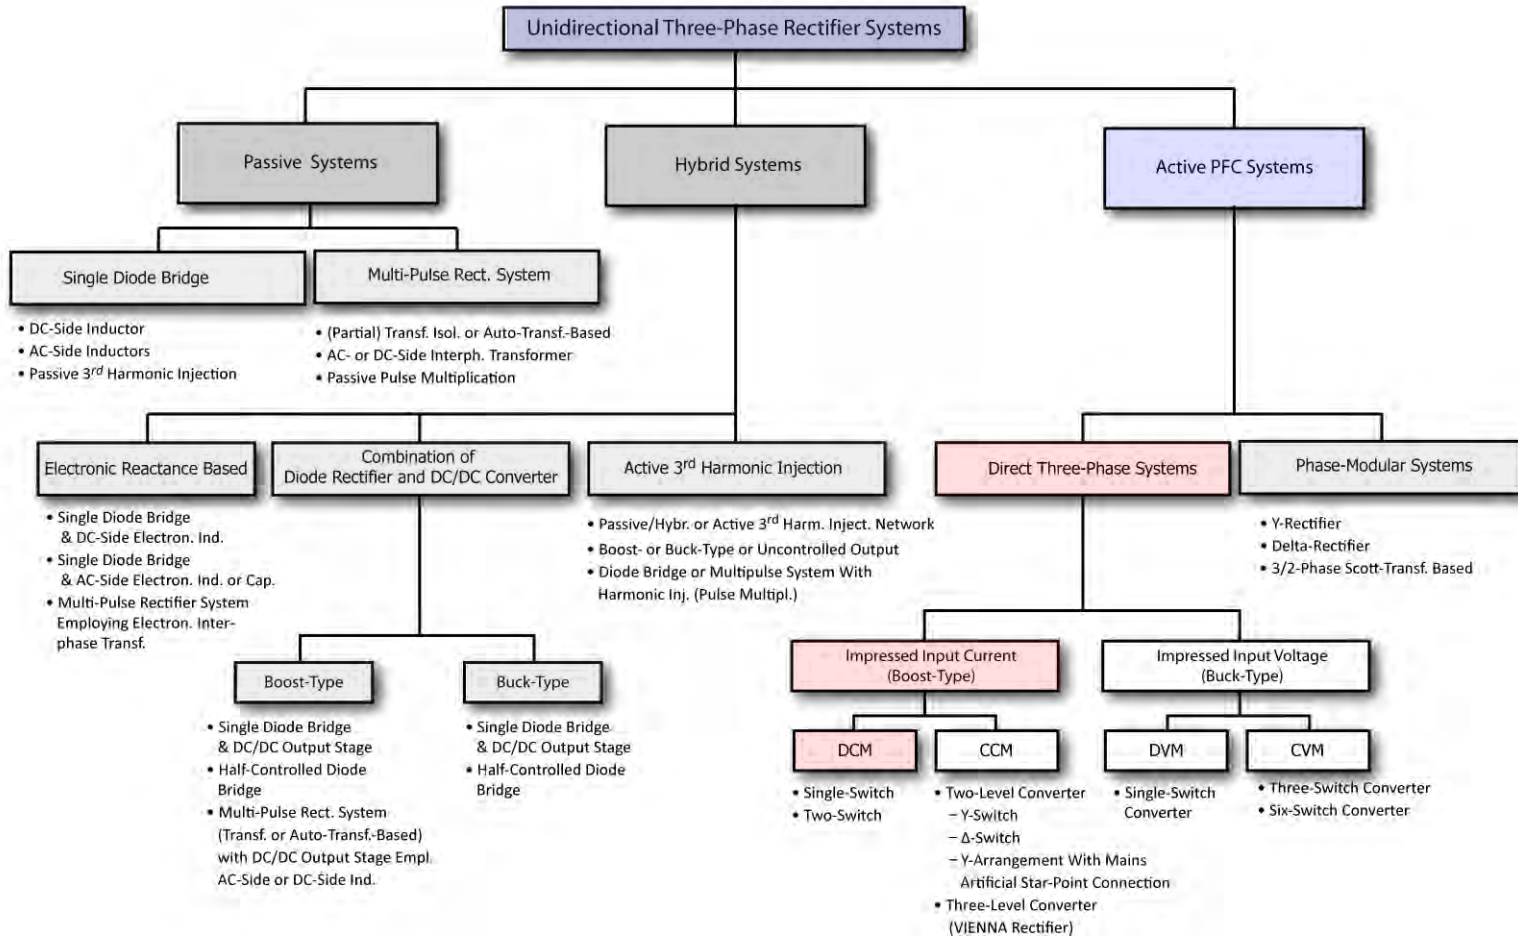 Unidirectional Three-Phase Rectifier Systems
Passive Systems
Hybrid Systems
Active PFC Systems
Single Diode Bridge
Multi-Pulse Rect. System
• DC-Side Inductor
• AC-Side Inductors
• Passive 3rd Harmonic Injection
• (Partial) Transf. Isol. or Auto-Transf.-Based
• AC- or DC-Side Interph. Transformer
• Passive Pulse Multiplication
Electronic Reactance Based
Combination of
Diode Rectifier and DC/DC Converter
Active 3rd Harmonic Injection
Direct Three-Phase Systems
Phase-Modular Systems
• Single Diode Bridge
& DC-Side Electron. Ind.
• Single Diode Bridge
& AC-Side Electron. Ind. or Cap.
• Multi-Pulse Rectifier System
Employing Electron. Inter-
phase Transf.
• Passive/Hybr. or Active 3rd Harm. Inject. Network
• Boost- or Buck-Type or Uncontrolled Output
• Diode Bridge or Multipulse System With
Harmonic Inj. (Pulse Multipl.)
• Y-Rectifier
• Delta-Rectifier
• 3/2-Phase Scott-Transf. Based
Boost-Type
Buck-Type
• Single Diode Bridge
& DC/DC Output Stage
• Half-Controlled Diode
Bridge
• Multi-Pulse Rect. System
(Transf. or Auto-Transf.-Based)
with DC/DC Output Stage Empl.
AC-Side or DC-Side Ind.
• Single Diode Bridge
& DC/DC Output Stage
• Half-Controlled Diode
Bridge
Impressed Input Current
(Boost-Type)
Impressed Input Voltage
(Buck-Type)
DCM
CCM
DVM
CVM
• Single-Switch
• Two-Switch
• Two-Level Converter
– Y-Switch
– Δ-Switch
– Y-Arrangement With Mains
Artificial Star-Point Connection
• Three-Level Converter
(VIENNA Rectifier)
• Single-Switch
Converter
• Three-Switch Converter
• Six-Switch Converter